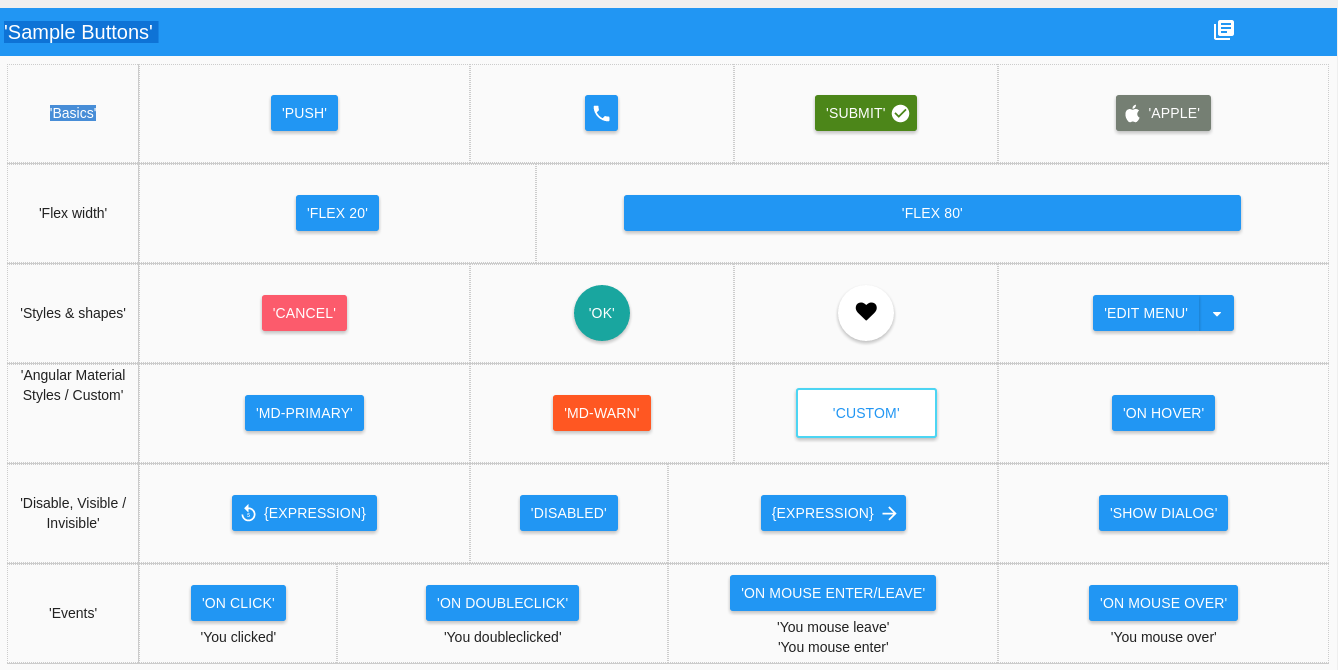 'Sample Buttons'
'Basics'
'PUSH'
'SUBMIT'
'APPLE'
'Flex width'
'FLEX 20'
'FLEX 80'
'Styles & shapes'
'CANCEL'
'OK'
'EDIT MENU'
'Angular Material
Styles / Custom'
'MD-PRIMARY'
'MD-WARN'
'CUSTOM'
'ON HOVER'
'Disable, Visible /
Invisible'
5
{EXPRESSION}
'DISABLED'
{EXPRESSION}
'SHOW DIALOG'
'Events'
'ON CLICK'
'You clicked'
'ON DOUBLECLICK'
'You doubleclicked'
'ON MOUSE ENTER/LEAVE'
'You mouse leave'
'You mouse enter'
'ON MOUSE OVER'
'You mouse over'